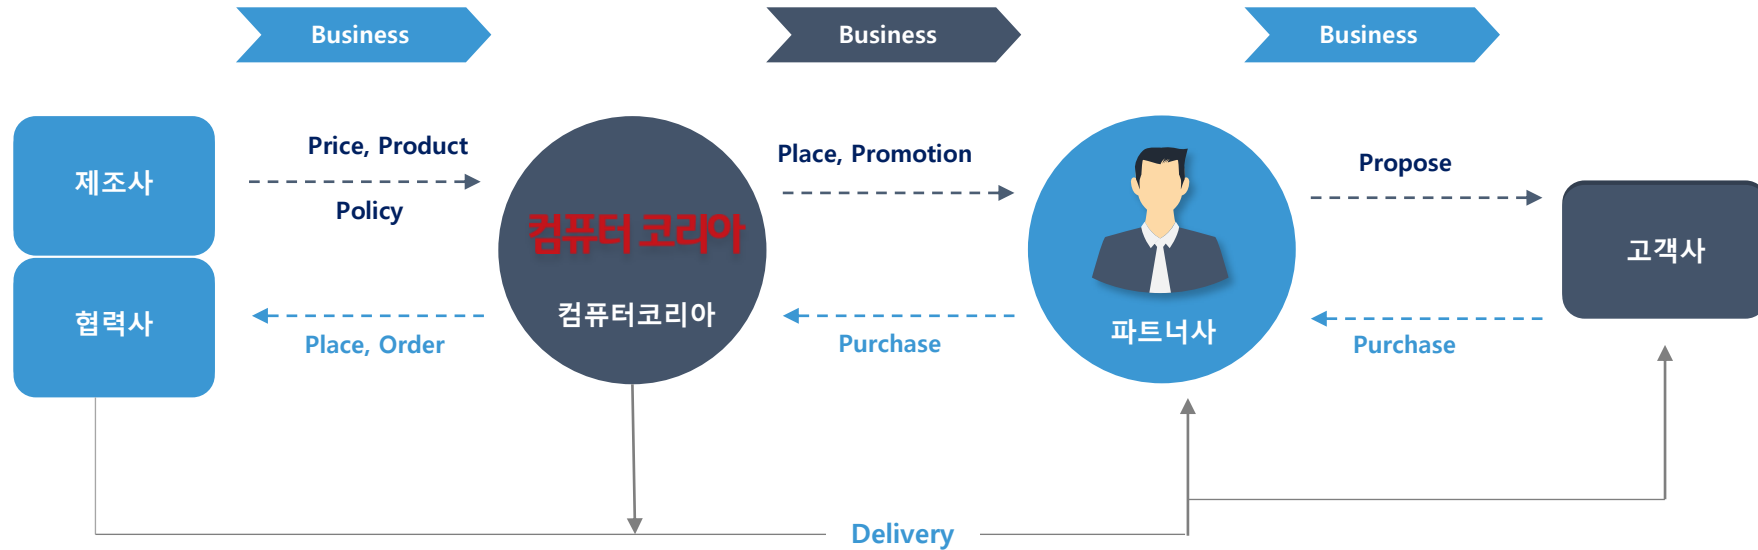 Business
Business
Business
제조사
협력사
Price, Product
Policy
Place, Order
컴퓨터 코리아
컴퓨터코리아
Place, Promotion
Purchase
파트너사
Propose
Purchase
고객사
Delivery